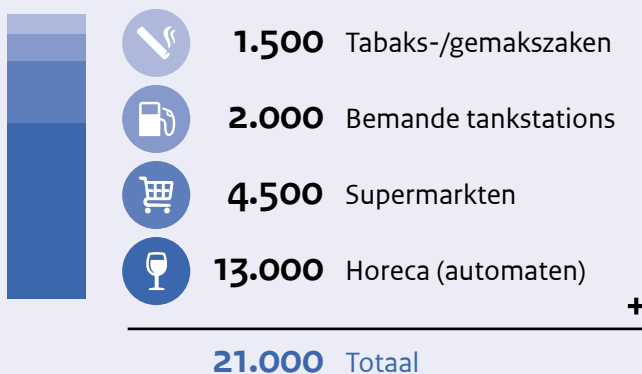 1.500 Tabaks-/gemakszaken
2.000 Bemande tankstations
4.500 Supermarkten
13.000 Horeca (automaten)
+
21.000 Totaal